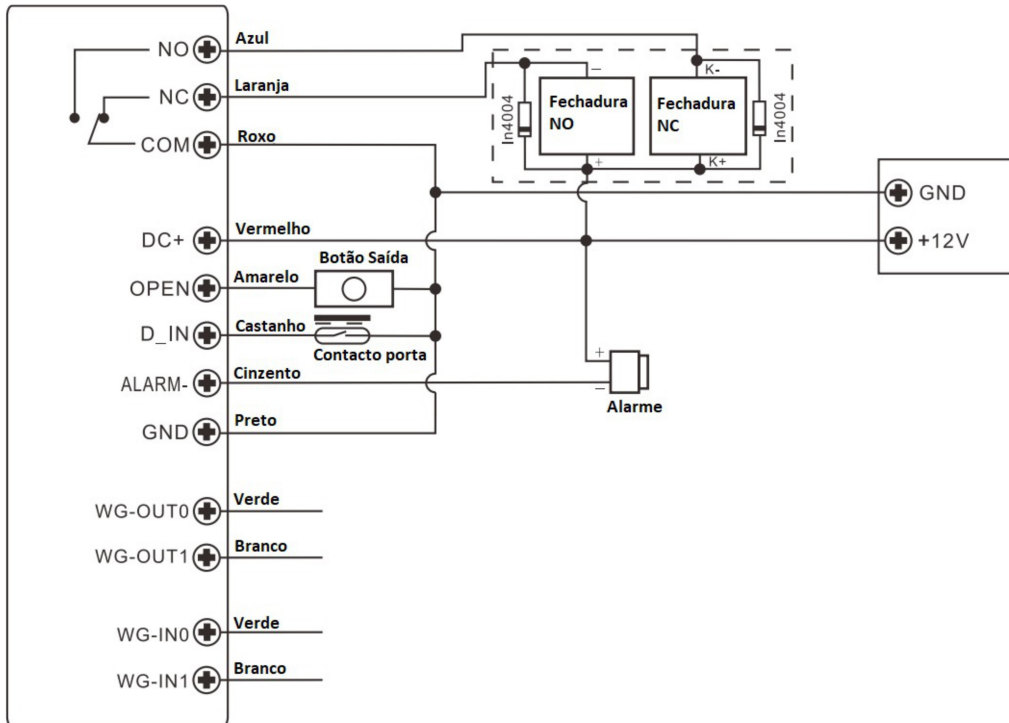 NO Azul
K-
NC Laranja
Fechadura NO
Fechadura NC
In4004
In4004
COM Roxo
K+
GND
DC+ Vermelho
+12V
Botão Saída
OPEN Amarelo
D_IN Castanho
Contacto porta
ALARM- Cinzento
Alarme
GND Preto
WG-OUT0 Verde
WG-OUT1 Branco
WG-IN0 Verde
WG-IN1 Branco